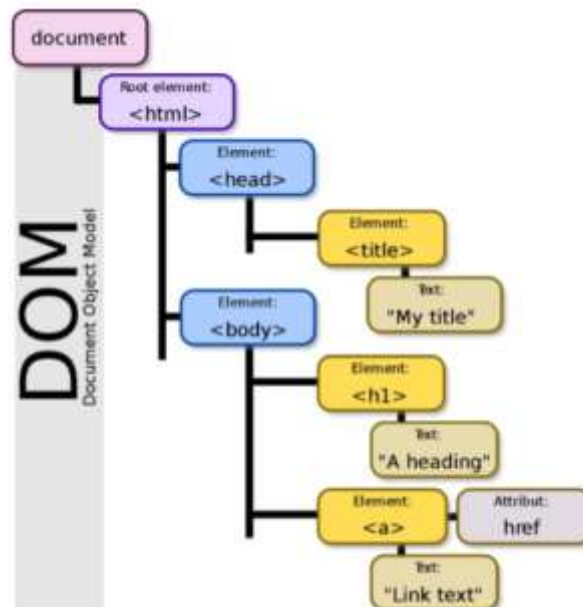 document
Root element:
<html>
Element:
<head>
Element:
<title>
Text:
"My title"
Element:
<body>
Element:
<h1>
Text:
"A heading"
Element:
<a>
Attribut:
href
Text:
"Link text"
DOM
Document Object Model